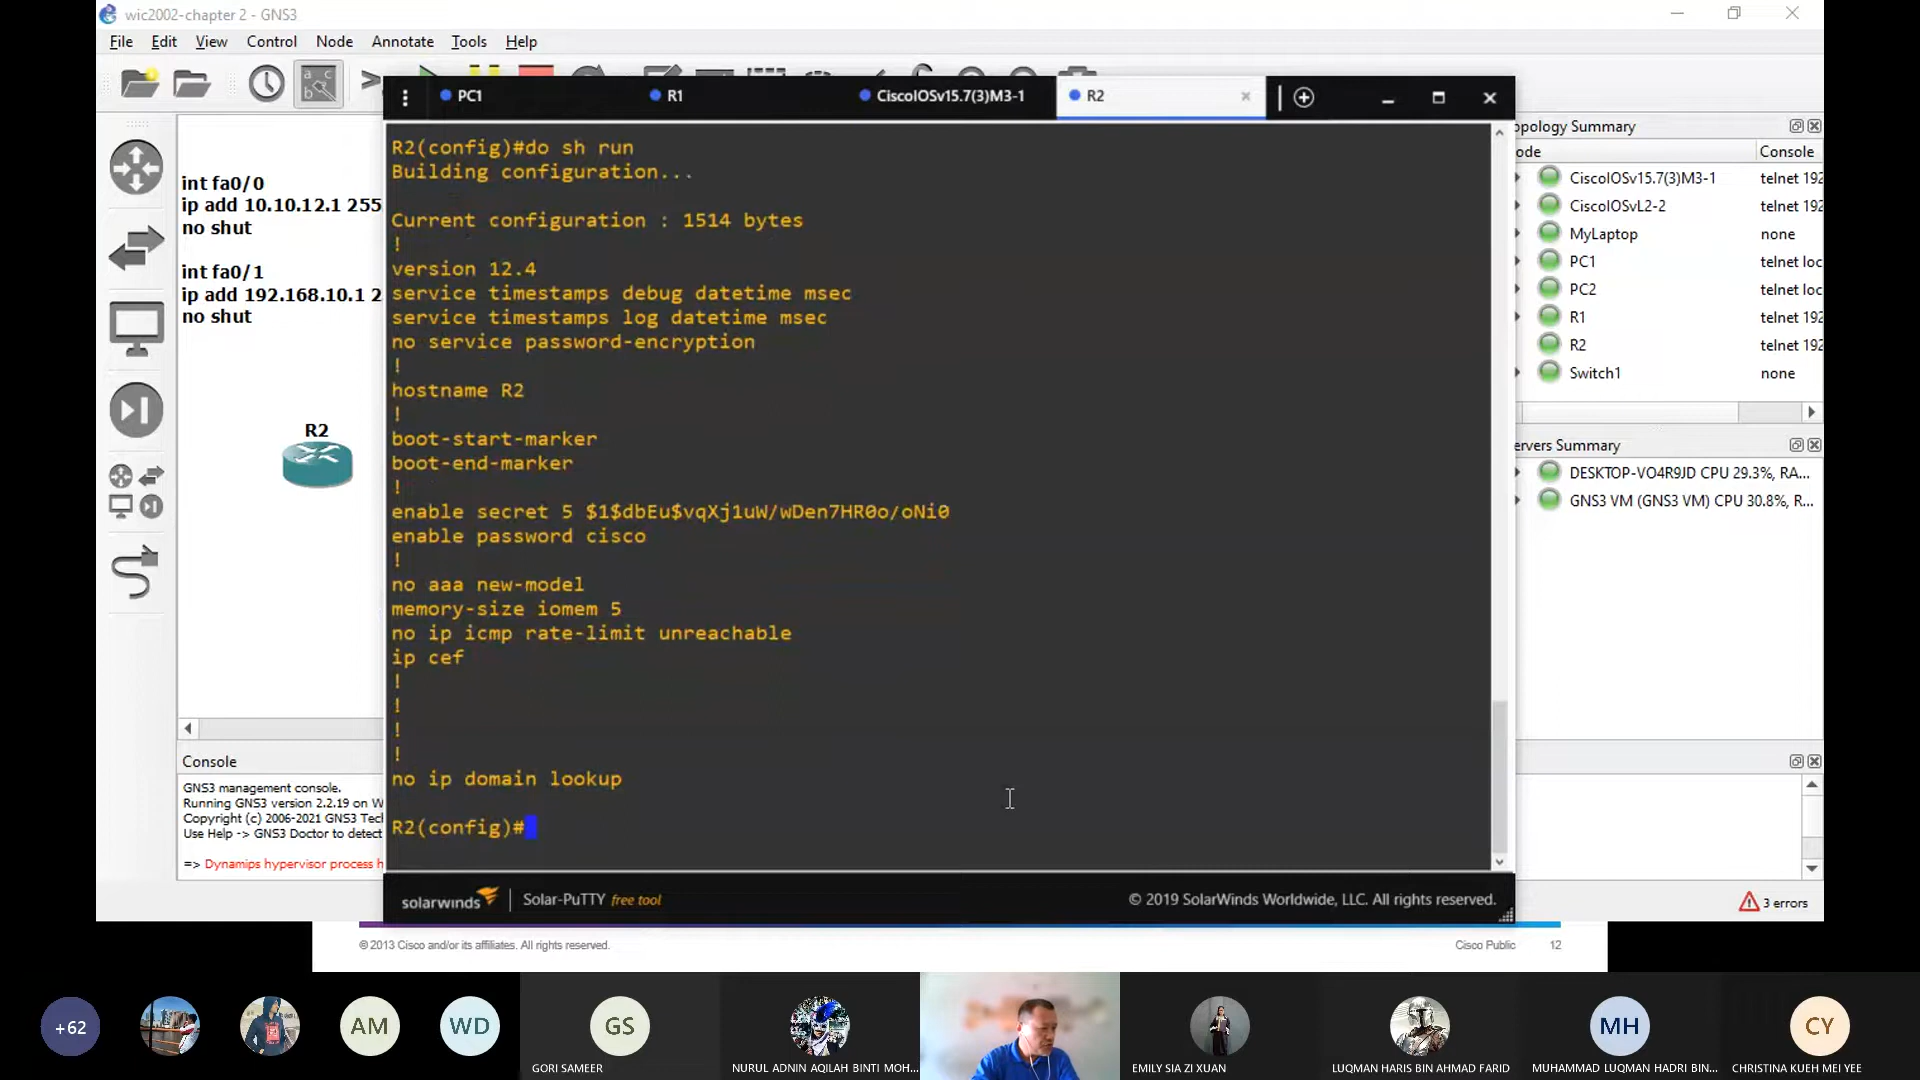 wic2002-chapter 2 - GNS3
File Edit View Control Node Annotate Tools Help
PC1
R1
CiscoIOSv15.7(3)M3-1
R2
int fa0/0
ip add 10.10.12.1 255
no shut
int fa0/1
ip add 192.168.10.1 2
no shut
R2
R2(config)#do sh run
Building configuration...
Current configuration : 1514 bytes
!
version 12.4
service timestamps debug datetime msec
service timestamps log datetime msec
no service password-encryption
!
hostname R2
!
boot-start-marker
boot-end-marker
!
enable secret 5 $1$dbEu$vqXj1uW/wDen7HR0o/oNi0
enable password cisco
!
no aaa new-model
memory-size iomem 5
no ip icmp rate-limit unreachable
ip cef
!
!
!
!
no ip domain lookup
R2(config)#
solarwinds
Solar-PuTTY free tool
© 2019 SolarWinds Worldwide, LLC. All rights reserved.
opology Summary
ode Console
CiscoIOSv15.7(3)M3-1 telnet 192
CiscoIOSvL2-2 telnet 192
MyLaptop none
PC1 telnet loc
PC2 telnet loc
R1 telnet 192
R2 telnet 192
Switch1 none
ervers Summary
DESKTOP-VO4R9JD CPU 29.3%, RA...
GNS3 VM (GNS3 VM) CPU 30.8%, R...
Console
GNS3 management console.
Running GNS3 version 2.2.19 on W
Copyright (c) 2006-2021 GNS3 Tec
Use Help -> GNS3 Doctor to detect
=> Dynamips hypervisor process h
3 errors
© 2013 Cisco and/or its affiliates. All rights reserved.
Cisco Public 12
+62
AM
WD
GS
GORI SAMEER
NURUL ADNIN AQILAH BINTI MOH...
EMILY SIA ZI XUAN
LUQMAN HARIS BIN AHMAD FARID
MH
MUHAMMAD LUQMAN HADRI BIN...
CY
CHRISTINA KUEH MEI YEE